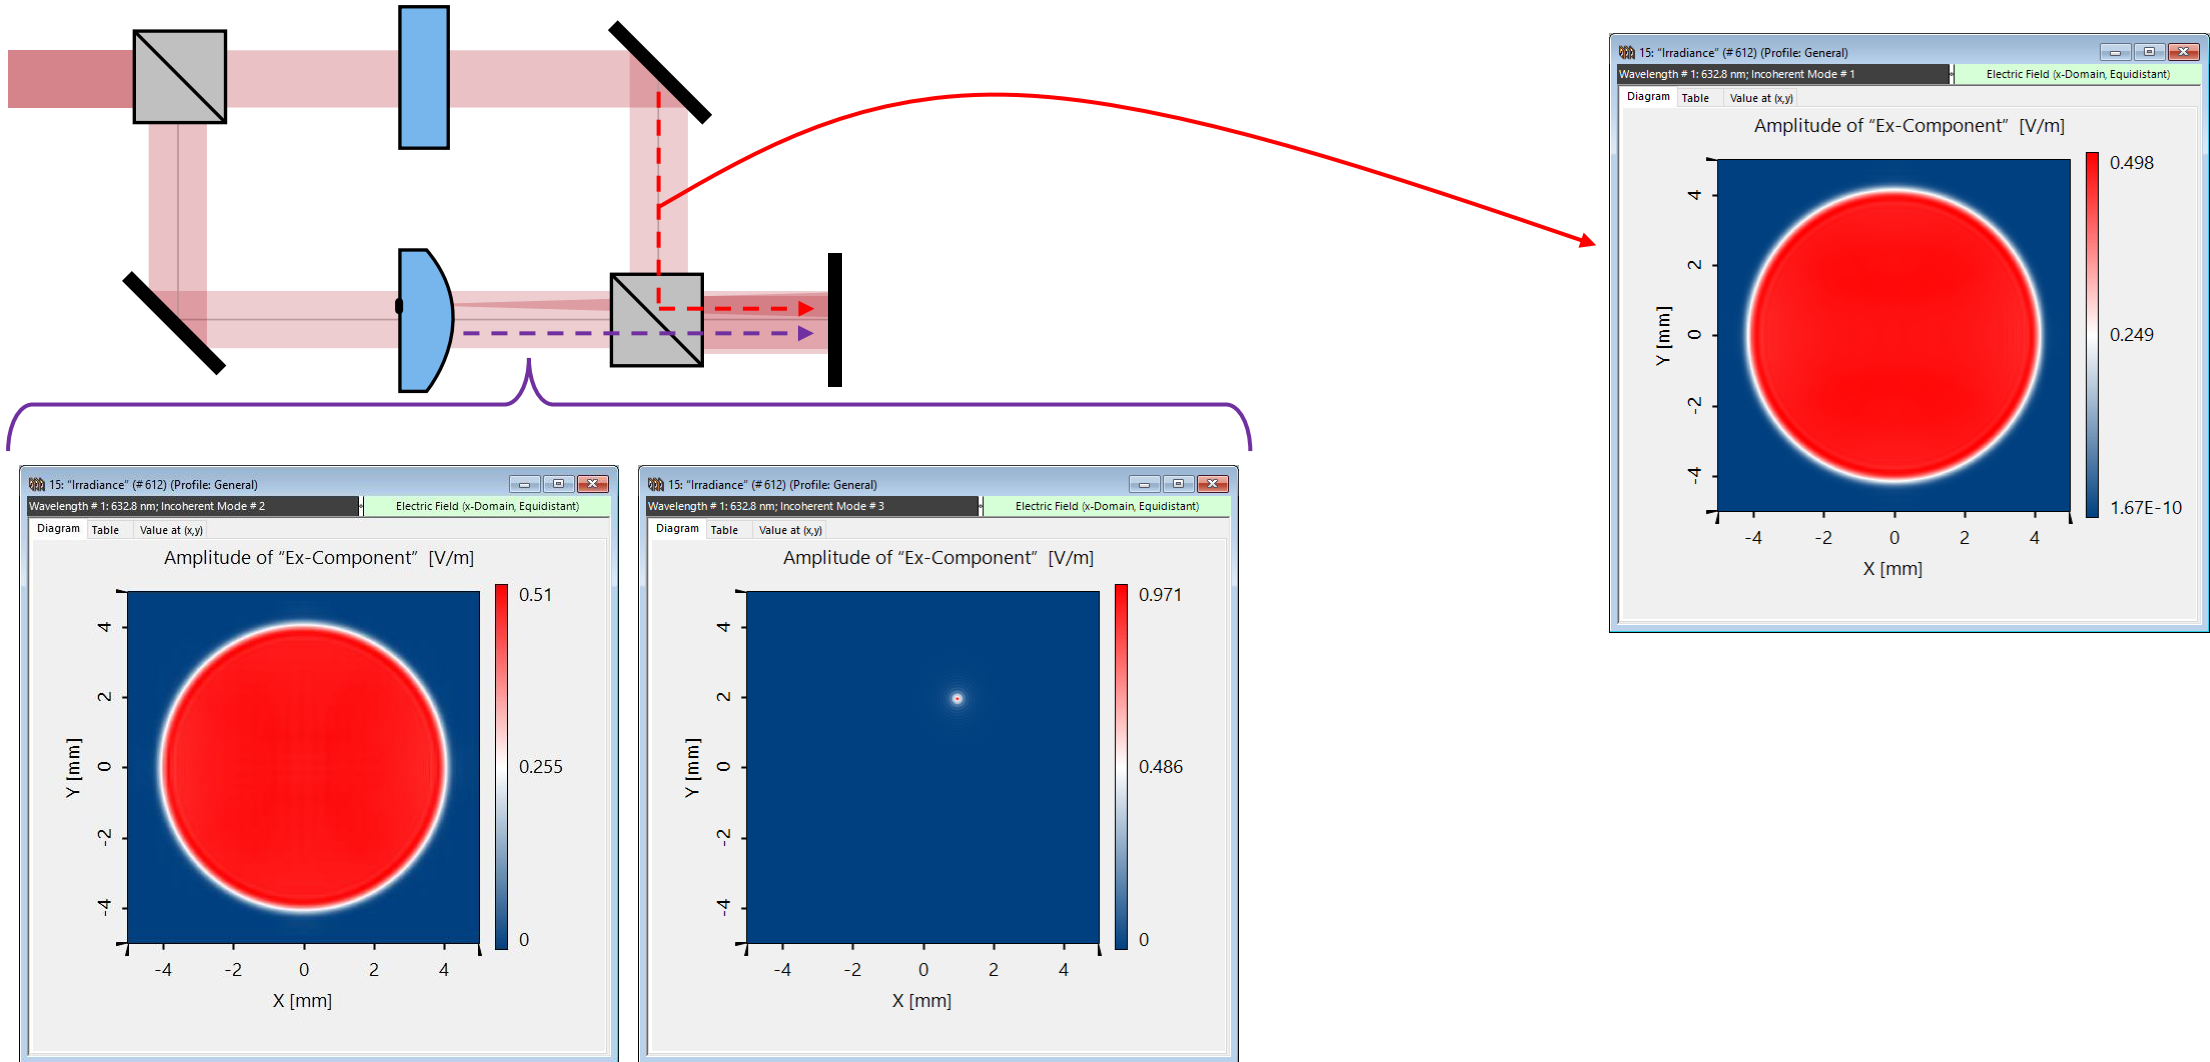 15: "Irradiance" (# 612) (Profile: General)
Wavelength # 1: 632.8 nm; Incoherent Mode # 1
Electric Field (x-Domain, Equidistant)
Diagram Table Value at (x,y)
Amplitude of "Ex-Component" [V/m]
0.498
0.249
1.67E-10
4
2
0
-2
-4
Y [mm]
-4 -2 0 2 4
X [mm]
15: "Irradiance" (# 612) (Profile: General)
Wavelength # 1: 632.8 nm; Incoherent Mode # 2
Electric Field (x-Domain, Equidistant)
Diagram Table Value at (x,y)
Amplitude of "Ex-Component" [V/m]
0.51
0.255
0
4
2
0
-2
-4
Y [mm]
-4 -2 0 2 4
X [mm]
15: "Irradiance" (# 612) (Profile: General)
Wavelength # 1: 632.8 nm; Incoherent Mode # 3
Electric Field (x-Domain, Equidistant)
Diagram Table Value at (x,y)
Amplitude of "Ex-Component" [V/m]
0.971
0.486
0
4
2
0
-2
-4
Y [mm]
-4 -2 0 2 4
X [mm]